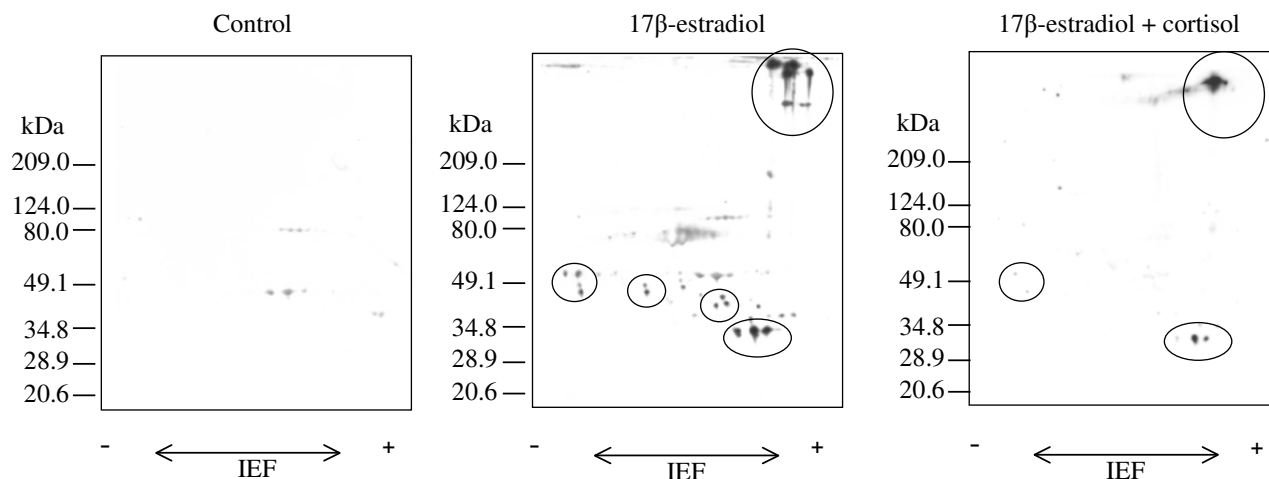 Control
kDa
209.0
124.0
80.0
49.1
34.8
28.9
20.6
- +
IEF
17β-estradiol
kDa
209.0
124.0
80.0
49.1
34.8
28.9
20.6
- +
IEF
17β-estradiol + cortisol
kDa
209.0
124.0
80.0
49.1
34.8
28.9
20.6
- +
IEF